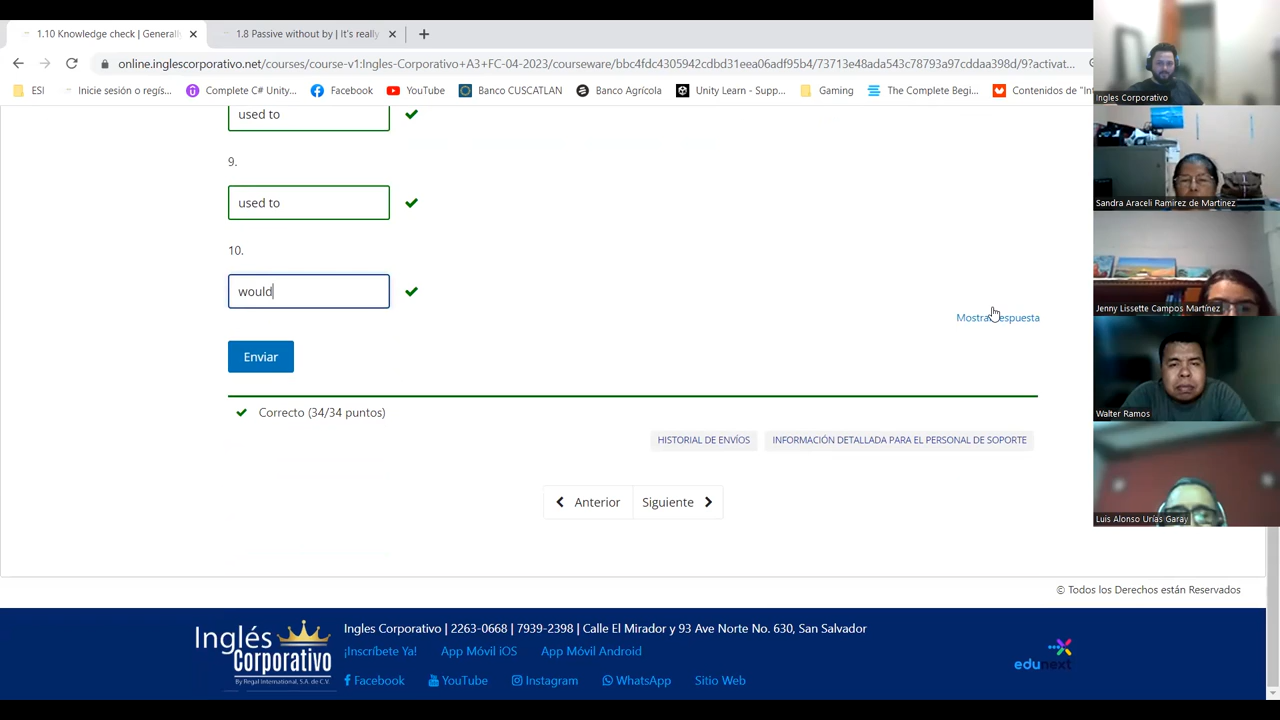 1.10 Knowledge check | Generall
1.8 Passive without by | It's really
online.inglescorporativo.net/courses/course-v1:Ingles-Corporativo+A3+FC-04-2023/courseware/bbc4fdc4305942cdbd31eea06adf95b4/73713e48ada543c78793a97cddaa398d/9?activat...
ESI
Inicie sesión o regís...
Complete C# Unity...
Facebook
YouTube
Banco CUSCATLAN
Banco Agrícola
Unity Learn - Supp...
Gaming
The Complete Begi...
Contenidos de "Int
Ingles Corporativo
Sandra Araceli Ramírez de Martinez
Jenny Lissette Campos Martínez
Walter Ramos
Luis Alonso Urías Garay
used to
9.
used to
10.
would
Mostrar respuesta
Enviar
Correcto (34/34 puntos)
HISTORIAL DE ENVÍOS
INFORMACIÓN DETALLADA PARA EL PERSONAL DE SOPORTE
Anterior
Siguiente
© Todos los Derechos están Reservados
Inglés
Corporativo
By Regal International, S.A. de C.V.
Ingles Corporativo | 2263-0668 | 7939-2398 | Calle El Mirador y 93 Ave Norte No. 630, San Salvador
¡Inscríbete Ya!
App Móvil iOS
App Móvil Android
Facebook
YouTube
Instagram
WhatsApp
Sitio Web
edunext